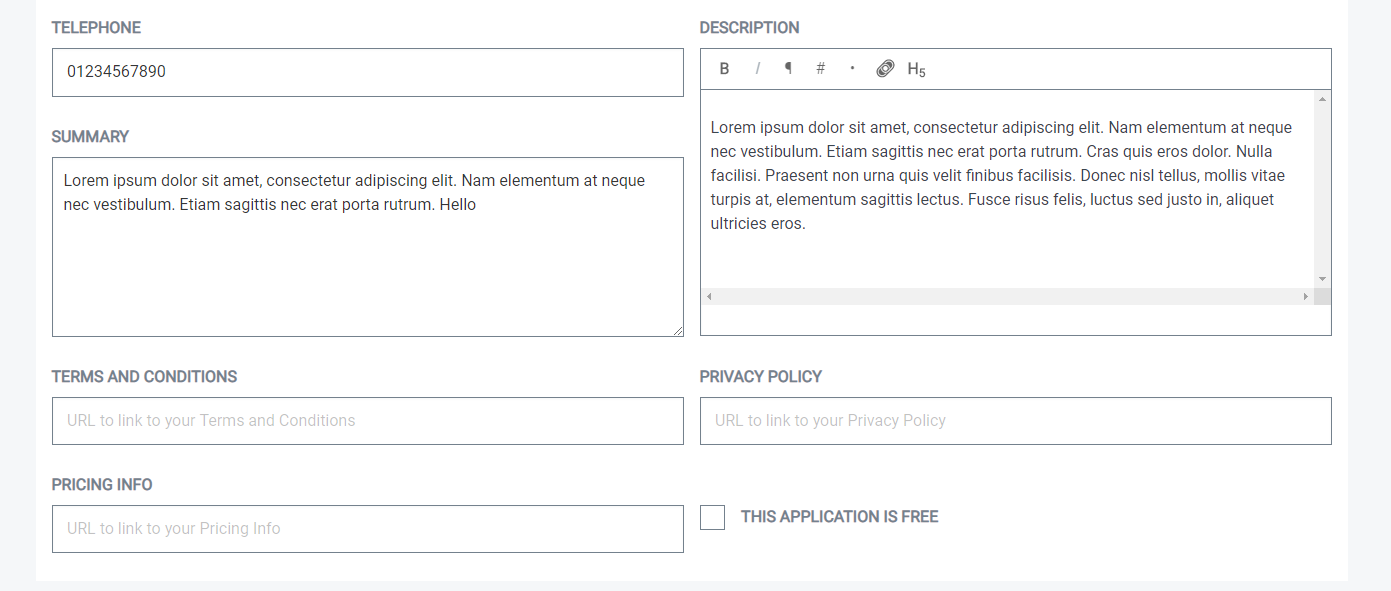 TELEPHONE
01234567890
SUMMARY
Lorem ipsum dolor sit amet, consectetur adipiscing elit. Nam elementum at neque
nec vestibulum. Etiam sagittis nec erat porta rutrum. Hello
DESCRIPTION
B I ¶ # · H5
Lorem ipsum dolor sit amet, consectetur adipiscing elit. Nam elementum at neque
nec vestibulum. Etiam sagittis nec erat porta rutrum. Cras quis eros dolor. Nulla
facilisi. Praesent non urna quis velit finibus facilisis. Donec nisl tellus, mollis vitae
turpis at, elementum sagittis lectus. Fusce risus felis, luctus sed justo in, aliquet
ultricies eros.
TERMS AND CONDITIONS
URL to link to your Terms and Conditions
PRIVACY POLICY
URL to link to your Privacy Policy
PRICING INFO
URL to link to your Pricing Info
THIS APPLICATION IS FREE